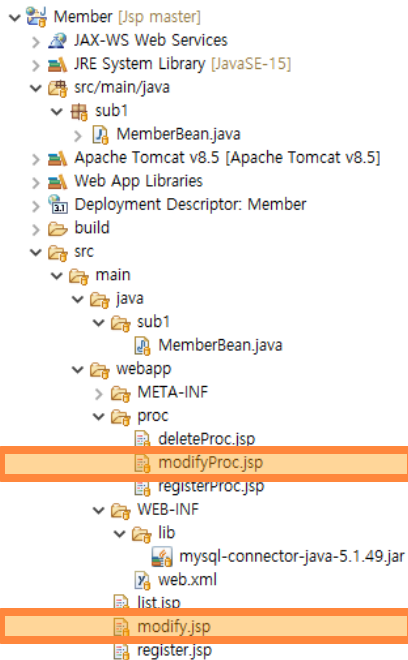 Member [Jsp master]
JAX-WS Web Services
JRE System Library [JavaSE-15]
src/main/java
sub1
MemberBean.java
Apache Tomcat v8.5 [Apache Tomcat v8.5]
Web App Libraries
Deployment Descriptor: Member
build
src
main
java
sub1
MemberBean.java
webapp
META-INF
proc
deleteProc.jsp
modifyProc.jsp
registerProc.jsp
WEB-INF
lib
mysql-connector-java-5.1.49.jar
web.xml
list.jsp
modify.jsp
register.jsp